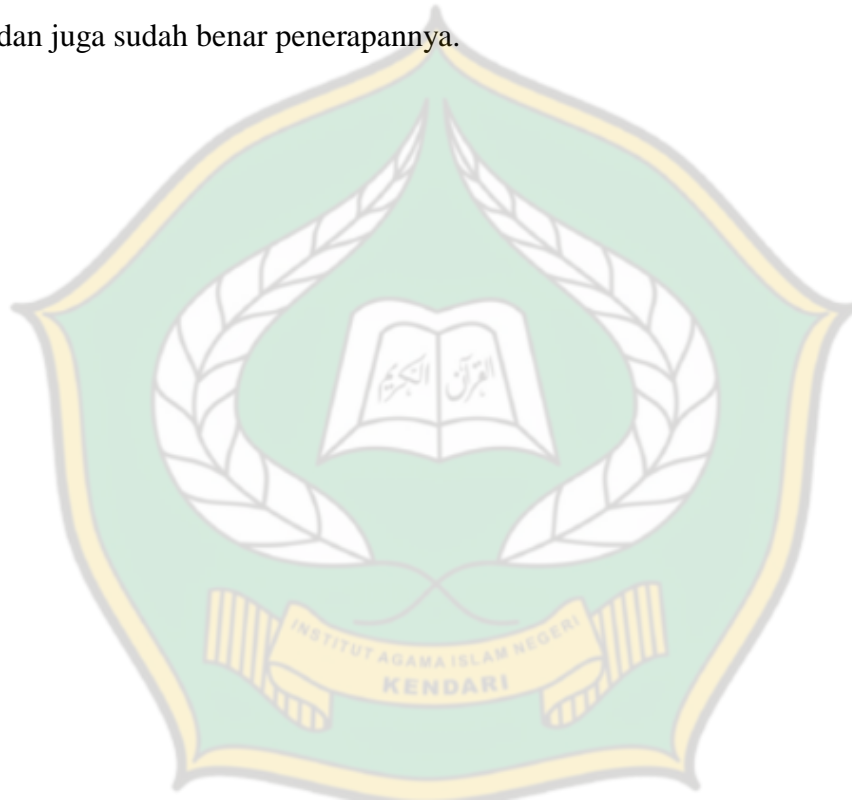 dan juga sudah benar penerapannya.
القرآن الكريم
INSTITUT AGAMA ISLAM NEGERI
KENDARI